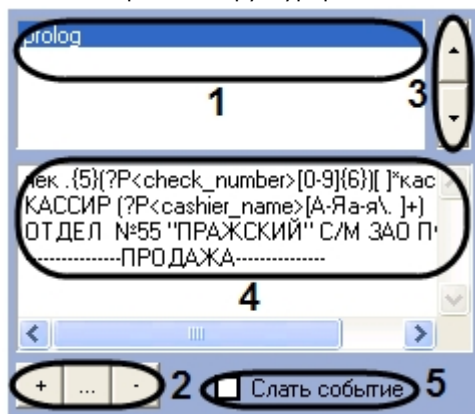 prolog
1
3
чек .{5}(?P<check_number>[0-9]{6})[ ]*кас
КАССИР (?P<cashier_name>[А-Яа-я\. ]+)
ОТДЕЛ №55 "ПРАЖСКИЙ" С/М ЗАО
---------------ПРОДАЖА---------------
4
+ ... - 2 Слать событие 5